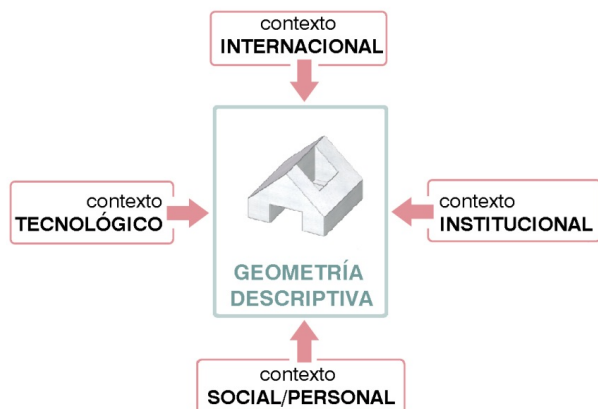 contexto
INTERNACIONAL
contexto
TECNOLÓGICO
contexto
INSTITUCIONAL
GEOMETRÍA
DESCRIPTIVA
contexto
SOCIAL/PERSONAL